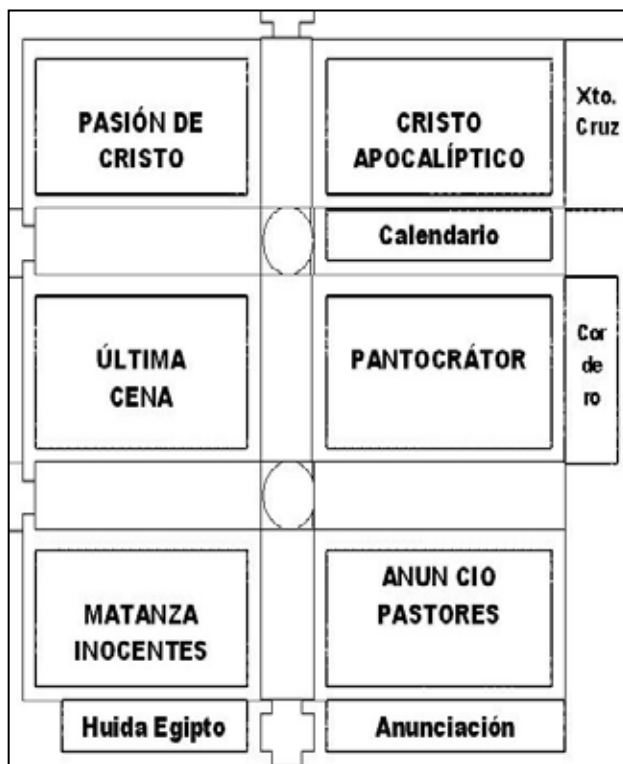 PASIÓN DE
CRISTO
CRISTO
APOCALÍPTICO
Xto.
Cruz
Calendario
ÚLTIMA
CENA
PANTOCRÁTOR
Cor
de
ro
MATANZA
INOCENTES
ANUN CIO
PASTORES
Huida Egipto
Anunciación